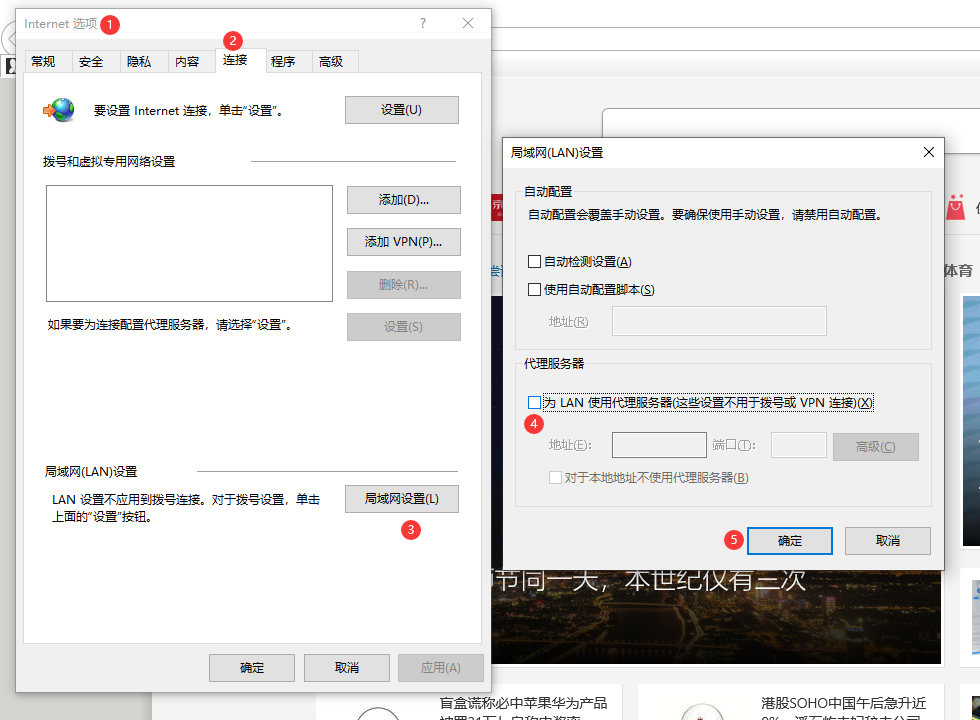 Internet 选项 1
2
常规 安全 隐私 内容 连接 程序 高级
要设置 Internet 连接，单击“设置”。
设置(U)
拨号和虚拟专用网络设置
添加(D)...
添加 VPN(P)...
删除(R)...
如果要为连接配置代理服务器，请选择“设置”。
设置(S)
局域网(LAN)设置
LAN 设置不应用到拨号连接。对于拨号设置，单击
上面的“设置”按钮。
局域网设置(L)
3
确定 取消 应用(A)
局域网(LAN)设置
自动配置
自动配置会覆盖手动设置。要确保使用手动设置，请禁用自动配置。
自动检测设置(A)
使用自动配置脚本(S)
地址(R)
代理服务器
为 LAN 使用代理服务器(这些设置不用于拨号或 VPN 连接)(X)
4
地址(E): 端口(T): 高级(C)
对于本地地址不使用代理服务器(B)
5 确定 取消
体育
节同一天，本世纪仅有三次
盲盒谎称必中苹果华为产品
港股SOHO中国午后急升近